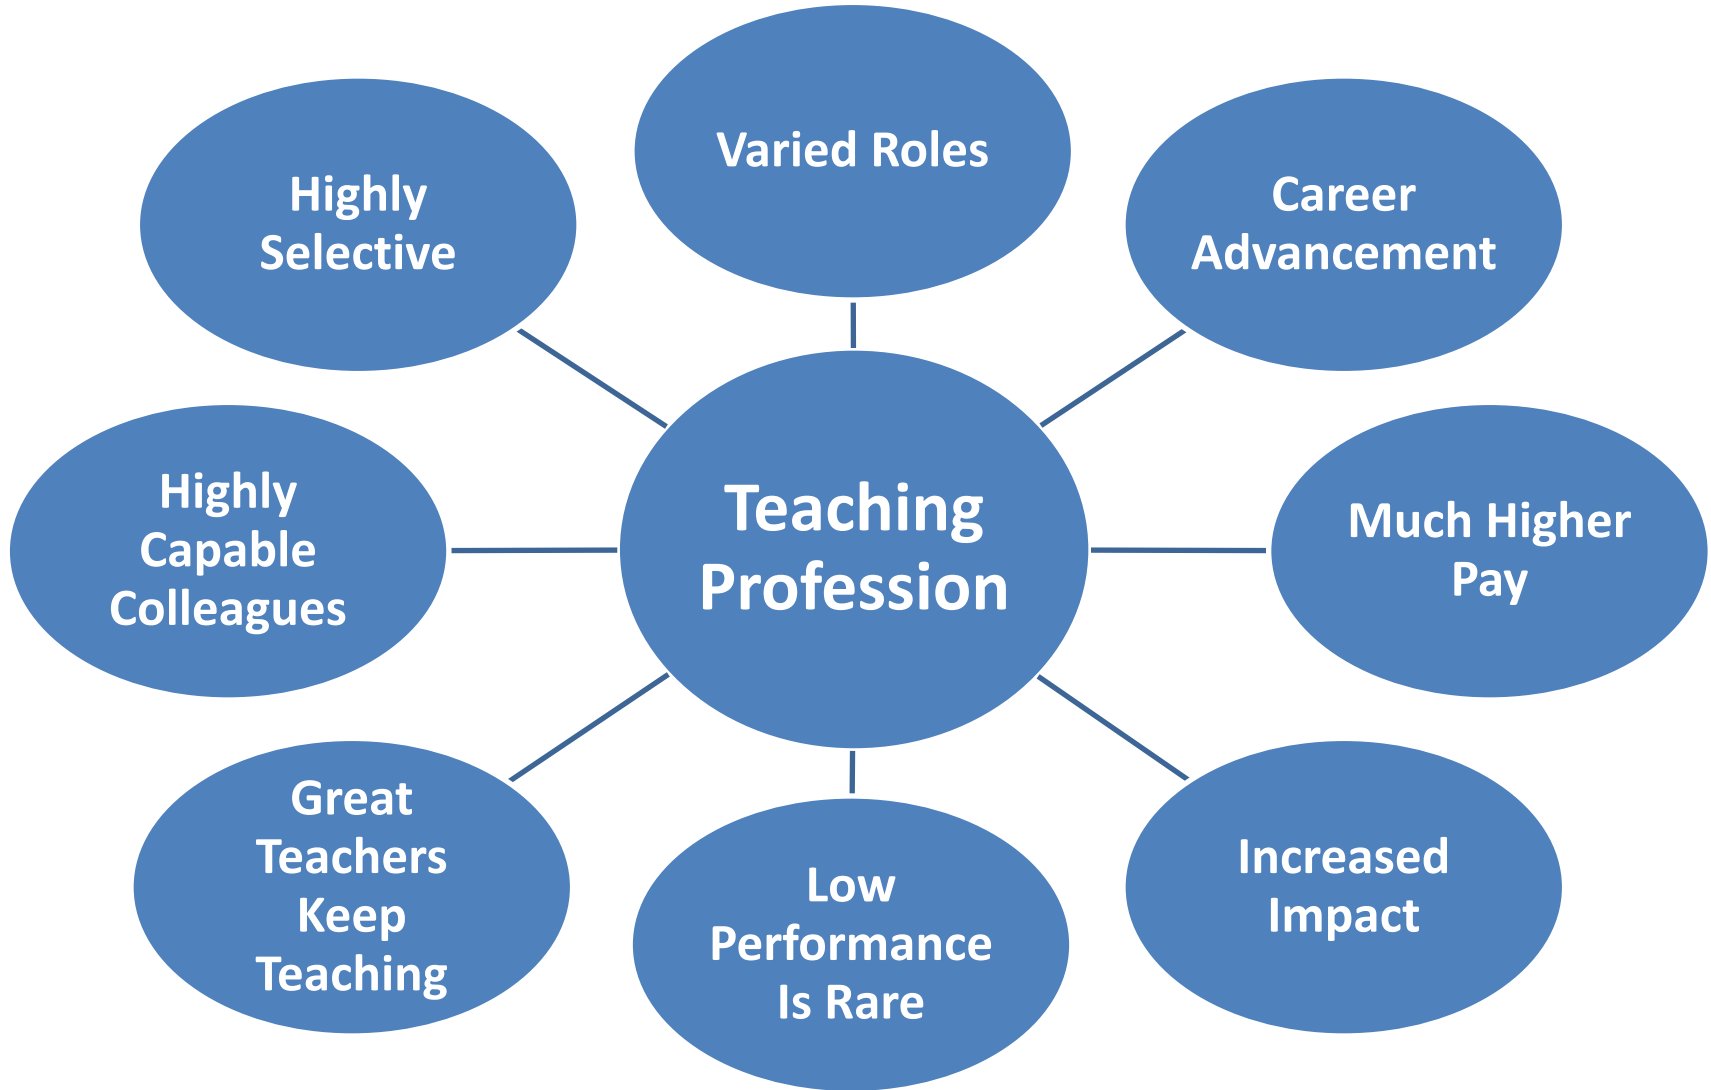 Varied Roles
Highly
Selective
Career
Advancement
Highly
Capable
Colleagues
Teaching
Profession
Much Higher
Pay
Great
Teachers
Keep
Teaching
Low
Performance
Is Rare
Increased
Impact